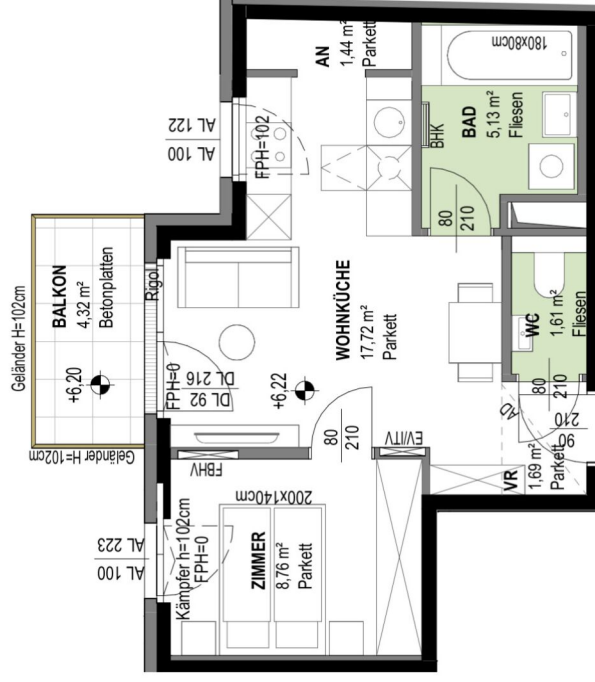 AN
1,44 m²
Parkett
180x80cm
BAD
5,13 m²
Fliesen
BHK
80
210
AL 122
AL 100
FPH=102
BALKON
4,32 m²
Betonplatten
Rigol
Geländer H=102cm
+6,20
Geländer H=102cm
WOHNKÜCHE
17,72 m²
Parkett
DL 216
DL 92
FPH=0
+6,22
WC
1,61 m²
Fliesen
80
210
AD
90
210
VR
1,69 m²
Parkett
80
210
EV/ITV
FBHV
200x140cm
ZIMMER
8,76 m²
Parkett
AL 223
AL 100
Kämpfer h=102cm
FPH=0